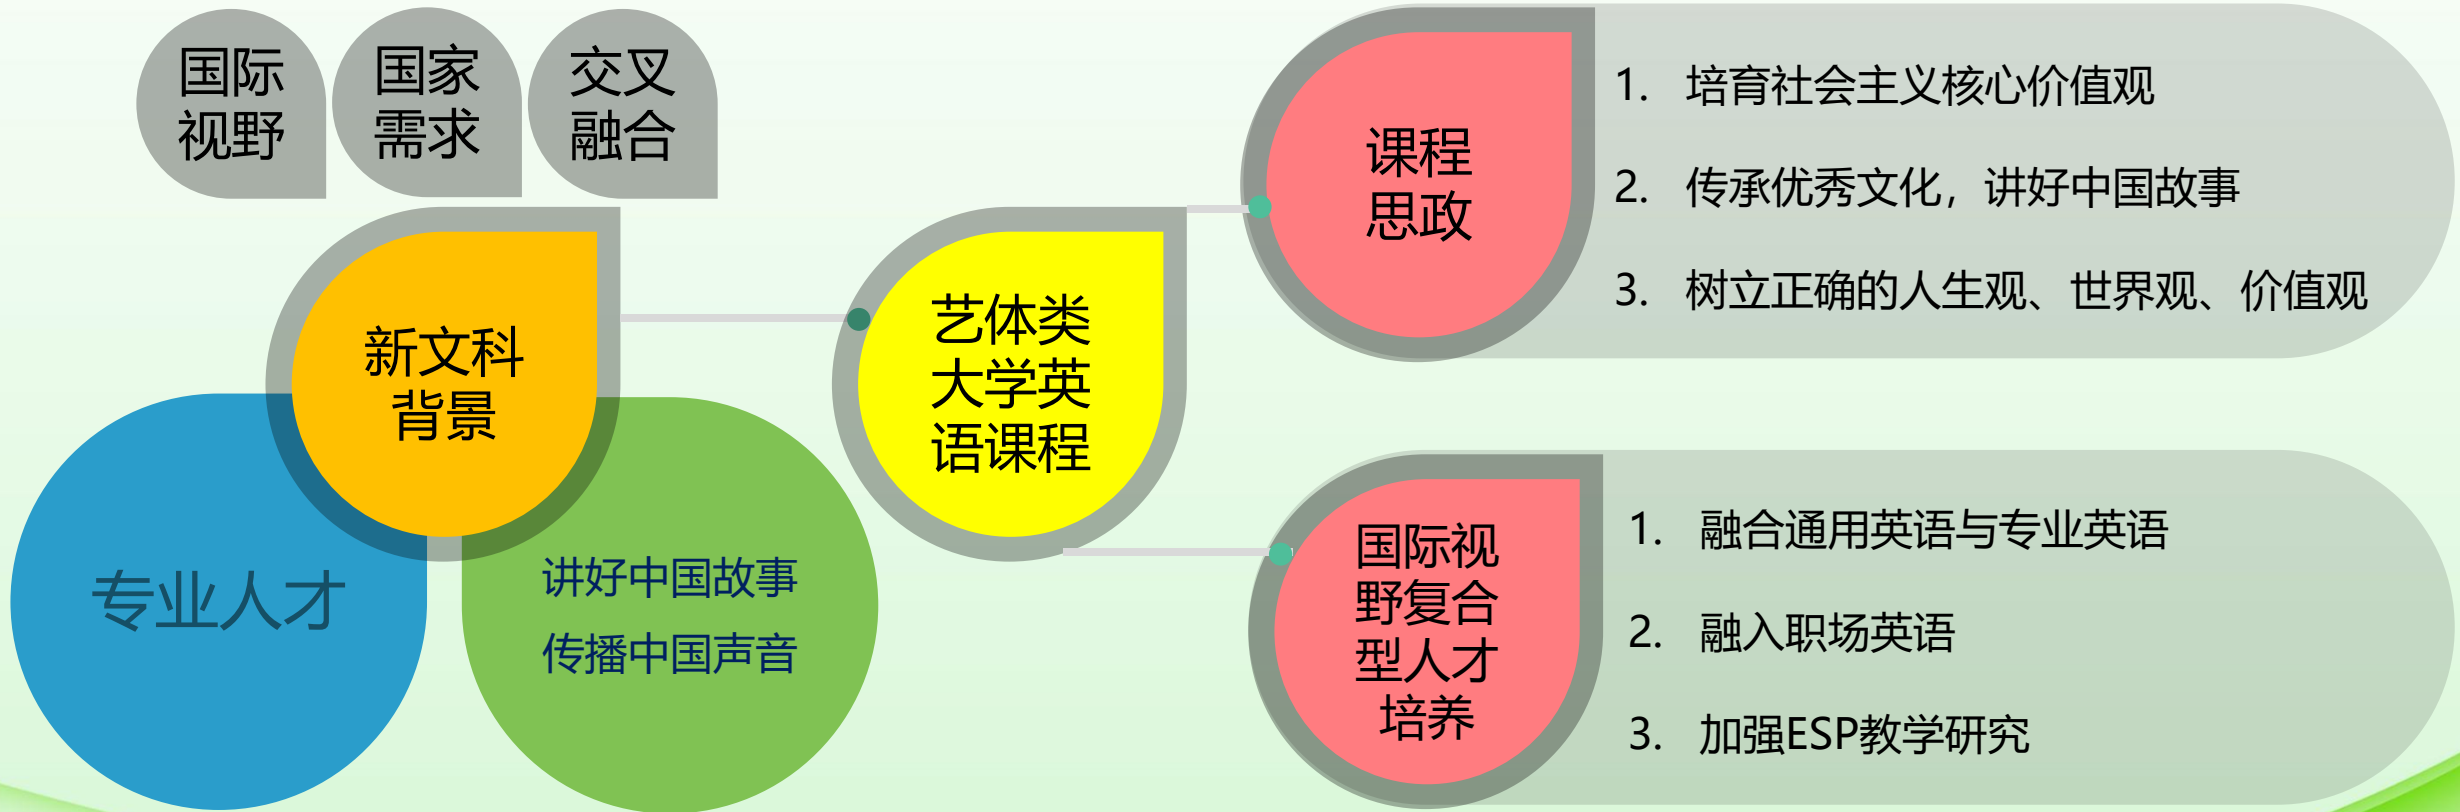 国际
视野
国家
需求
交叉
融合
新文科
背景
专业人才
讲好中国故事
传播中国声音
艺体类
大学英
语课程
课程
思政
1. 培育社会主义核心价值观
2. 传承优秀文化，讲好中国故事
3. 树立正确的人生观、世界观、价值观
国际视
野复合
型人才
培养
1. 融合通用英语与专业英语
2. 融入职场英语
3. 加强ESP教学研究